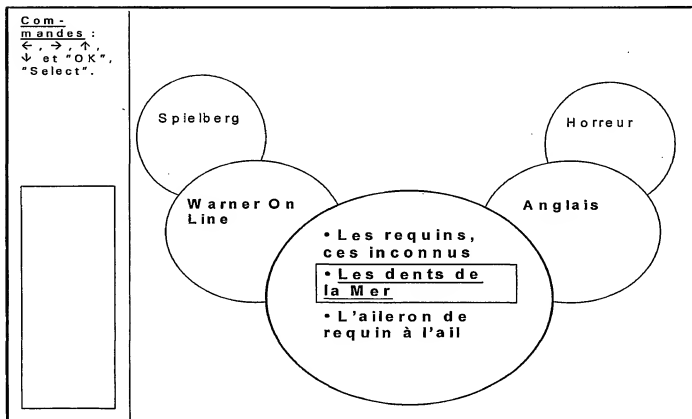 Com-
mandes :
←, →, ↑,
↓ et "OK",
"Select".
Spielberg
Horreur
Warner On
Line
Anglais
• Les requins,
ces inconnus
• Les dents de
la Mer
• L'aileron de
requin à l'ail